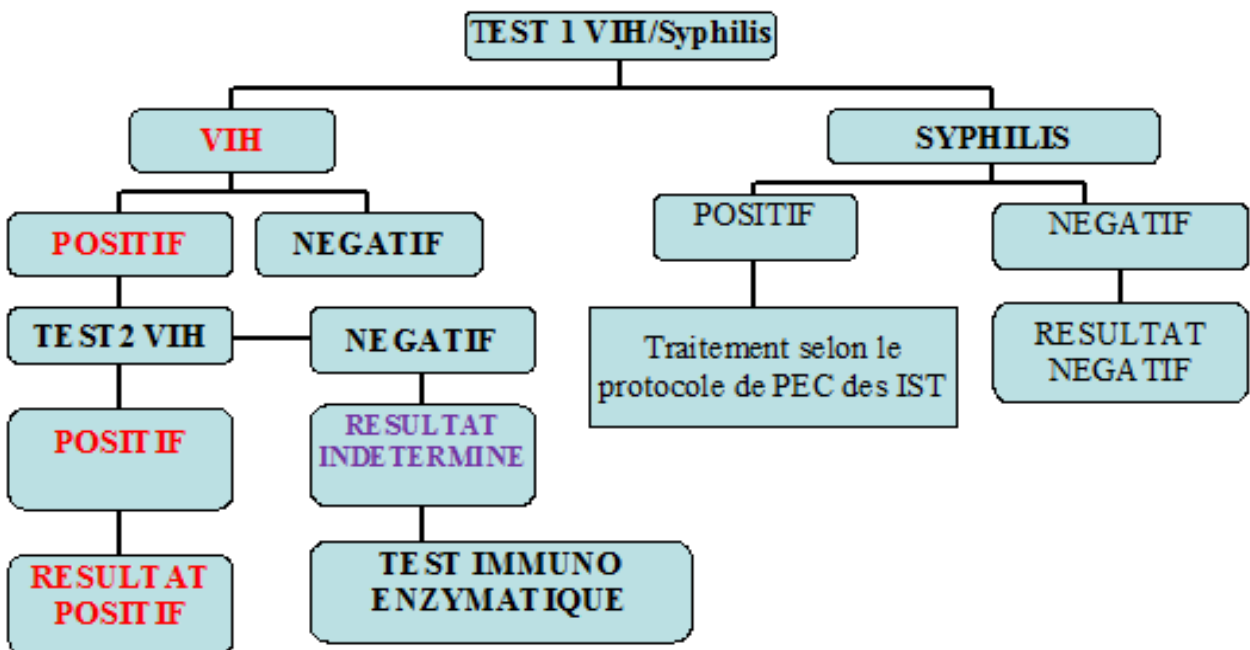 TEST 1 VIH/Syphilis
VIH
SYPHILIS
POSITIF
NEGATIF
POSITIF
NEGATIF
TEST 2 VIH
NEGATIF
Traitement selon le
protocole de PEC des IST
RESULTAT
NEGATIF
POSITIF
RESULTAT
INDETERMINE
RESULTAT
POSITIF
TEST IMMUNO
ENZYMATIQUE